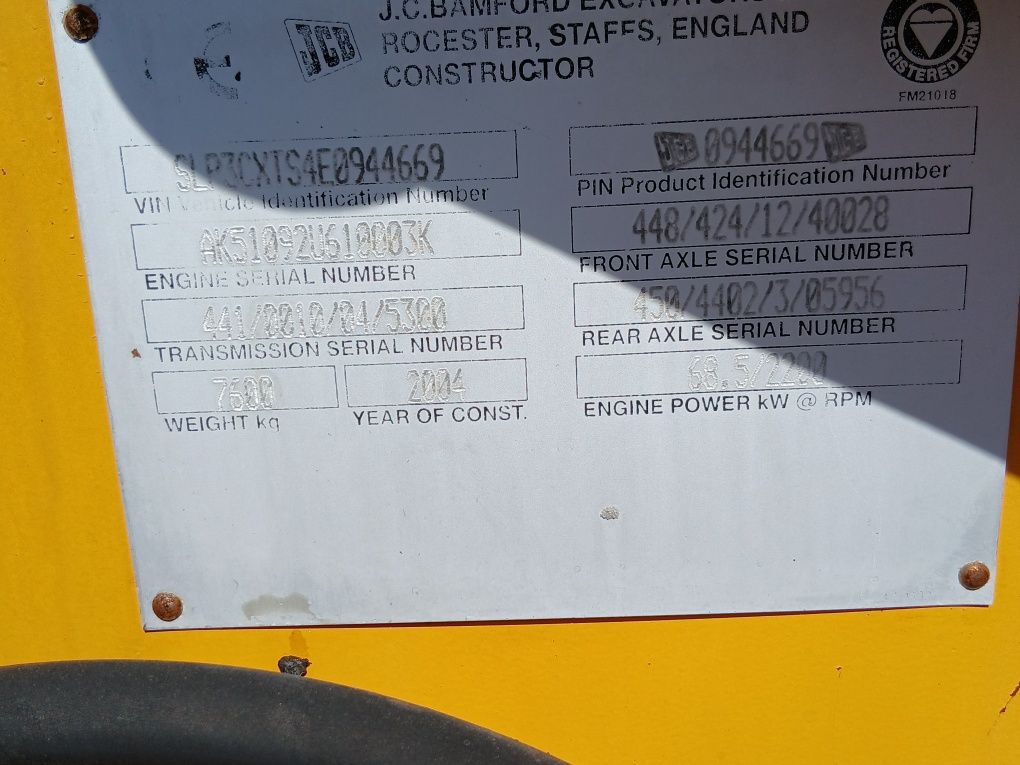 J.C.BAMFORD EXCAVATORS
ROCESTER, STAFFS, ENGLAND
CONSTRUCTOR
JCB
REGISTERED FIRM
FM21018
SLP3CXTS4E0944669
VIN Vehicle Identification Number
JCB 0944669 JCB
PIN Product Identification Number
AK51092U610003K
ENGINE SERIAL NUMBER
448/424/12/40028
FRONT AXLE SERIAL NUMBER
441/0010/04/5300
TRANSMISSION SERIAL NUMBER
450/4402/3/05956
REAR AXLE SERIAL NUMBER
7600
WEIGHT kg
2004
YEAR OF CONST.
68.5/2200
ENGINE POWER kW @ RPM